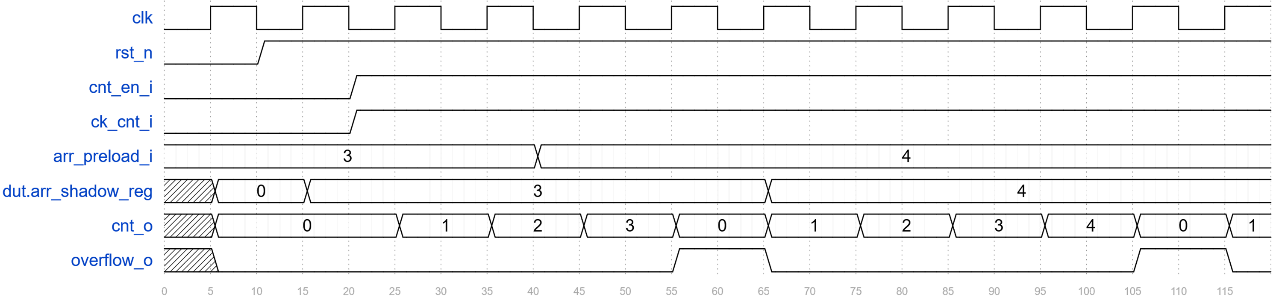 clk
rst_n
cnt_en_i
ck_cnt_i
arr_preload_i 3 4
dut.arr_shadow_reg 0 3 4
cnt_o 0 1 2 3 0 1 2 3 4 0 1
overflow_o
0 5 10 15 20 25 30 35 40 45 50 55 60 65 70 75 80 85 90 95 100 105 110 115